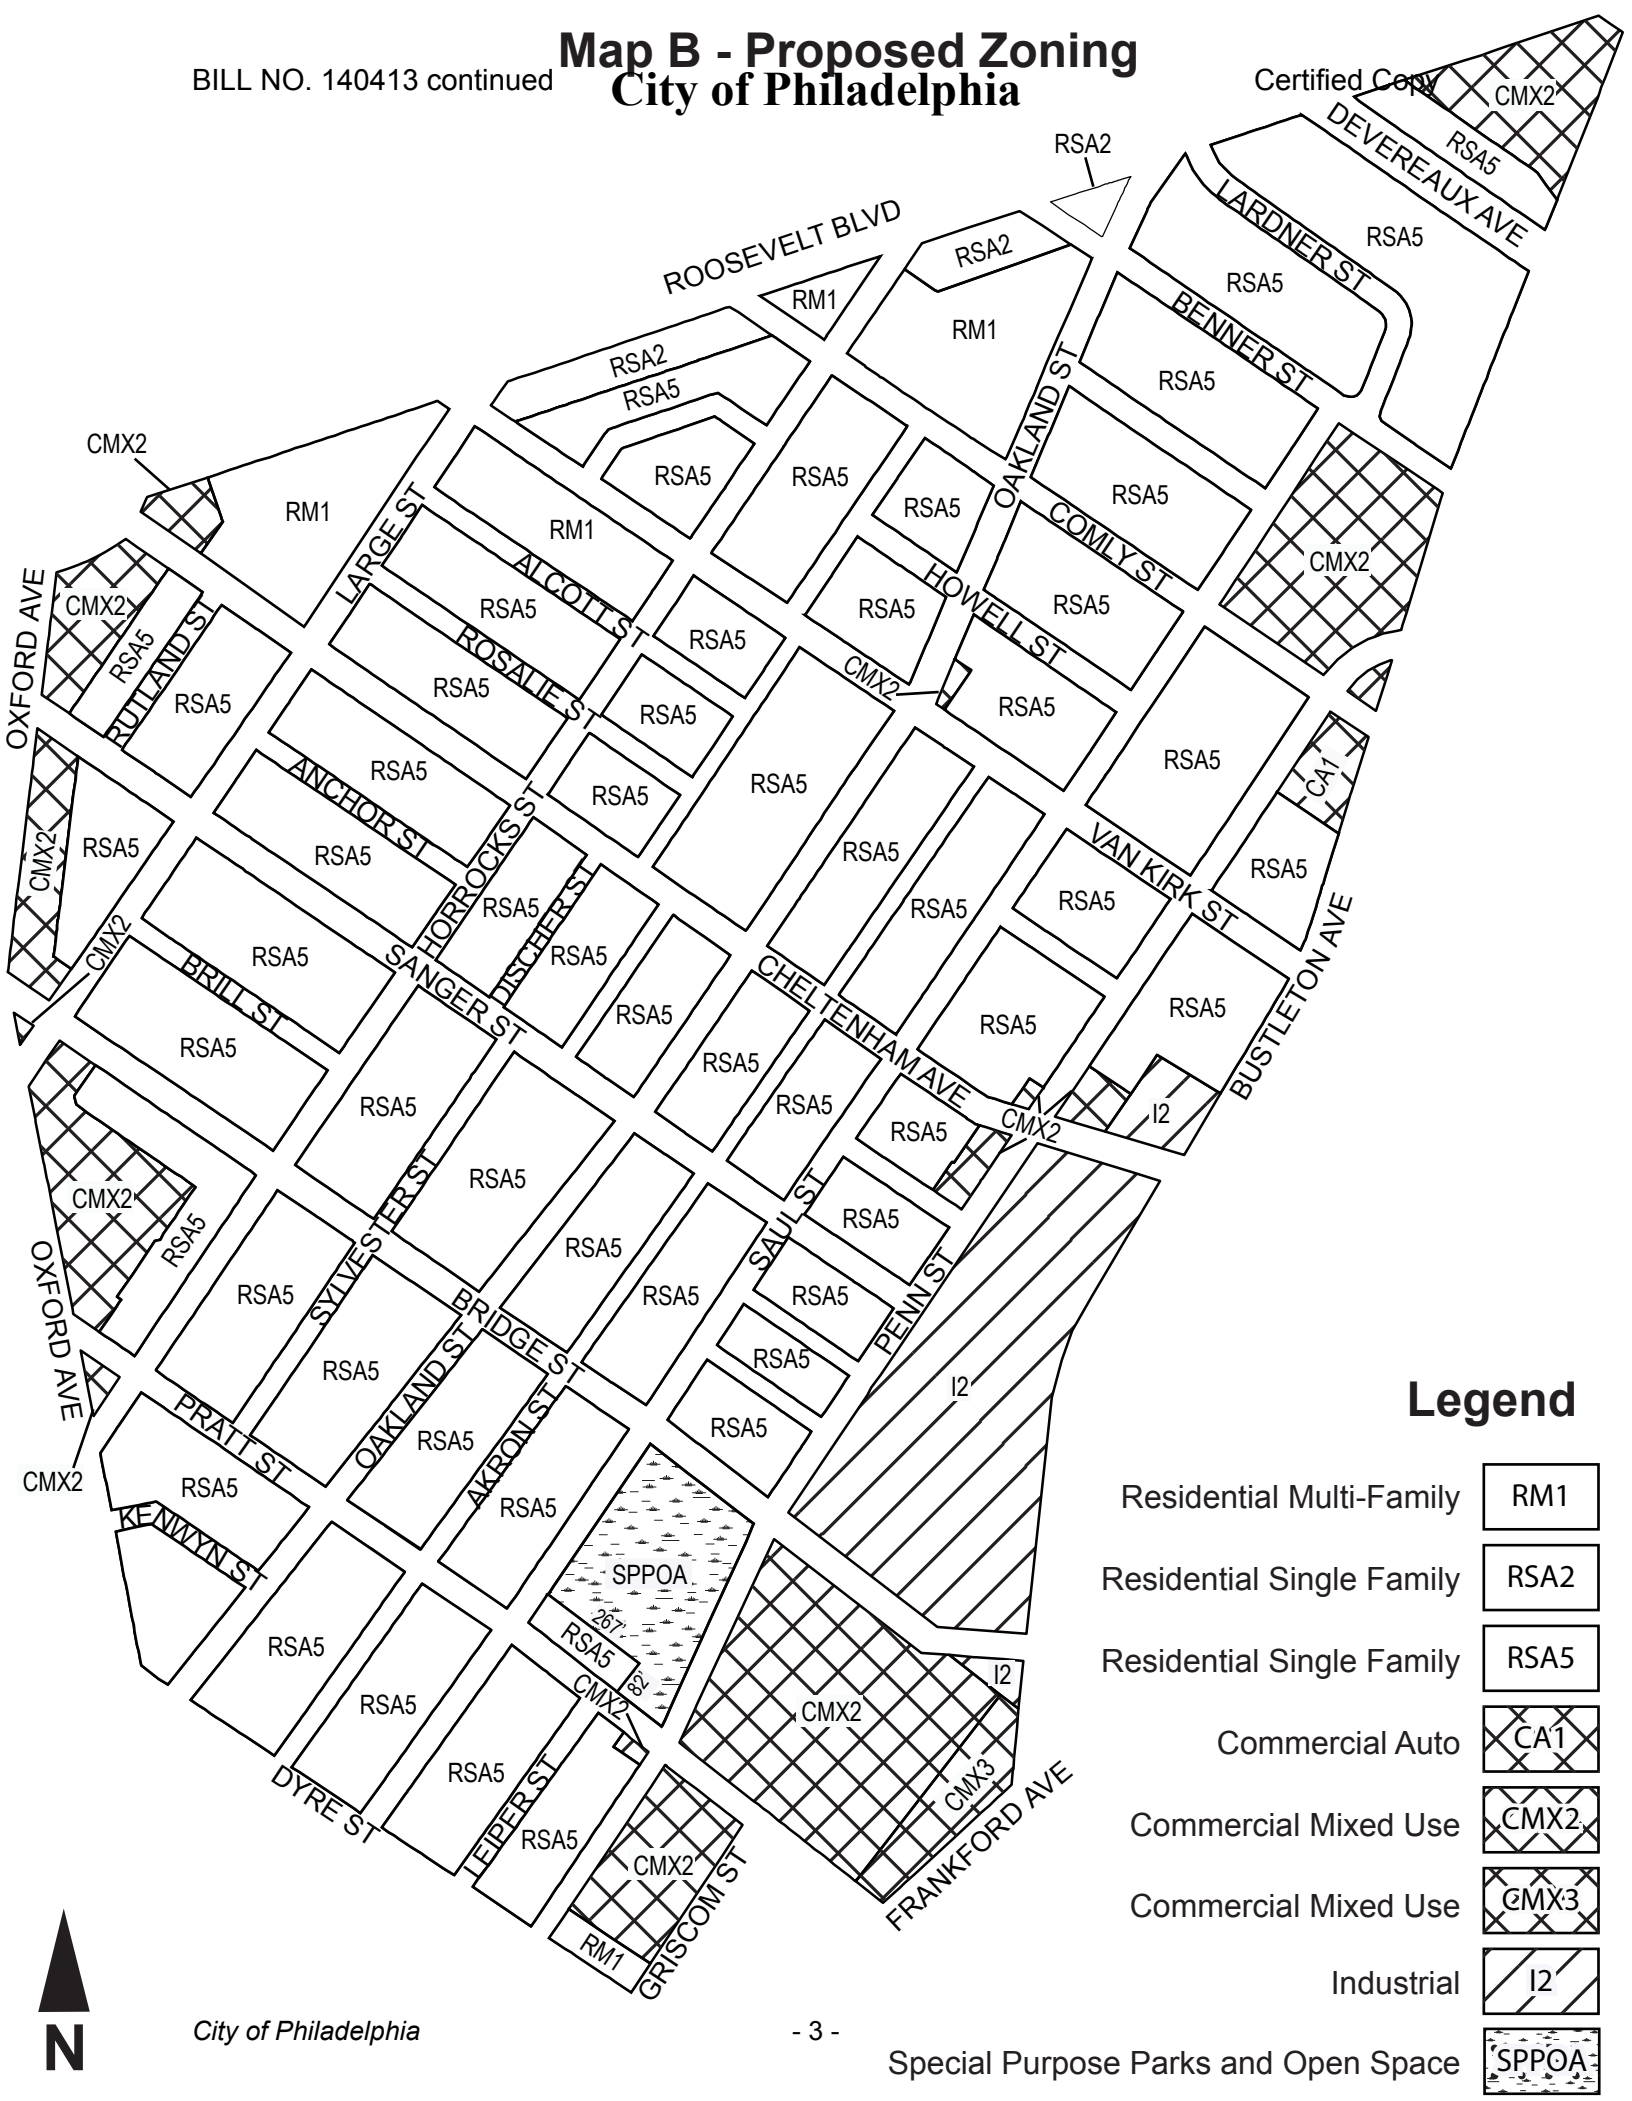 Map B - Proposed Zoning
BILL NO. 140413 continued
City of Philadelphia
Certified Copy
CMX2
DEVEREAUX AVE
RSA5
RSA2
LARDNER ST
RSA5
ROOSEVELT BLVD
RSA2
RSA5
RM1
BENNER ST
RM1
RSA2
OAKLAND ST
RSA5
RSA5
CMX2
RSA5
RSA5
RSA5
RSA5
RM1
LARGE ST
RM1
COMLY ST
CMX2
ALCOTT ST
HOWELL ST
OXFORD AVE
CMX2
RSA5
RSA5
RSA5
RUTLAND ST
RSA5
ROSALIE ST
RSA5
CMX2
RSA5
RSA5
RSA5
RSA5
RSA5
RSA5
ANCHOR ST
RSA5
RSA5
RSA5
CA1
HORROCKS ST
VAN KIRK ST
CMX2
RSA5
RSA5
RSA5
RSA5
RSA5
RSA5
DISCHER ST
RSA5
CMX2
BRILL ST
RSA5
SANGER ST
RSA5
CHELTENHAM AVE
BUSTLETON AVE
RSA5
RSA5
RSA5
RSA5
RSA5
RSA5
RSA5
RSA5
CMX2
I2
SYLVESTER ST
RSA5
SAUL ST
CMX2
RSA5
RSA5
RSA5
OXFORD AVE
RSA5
BRIDGE ST
RSA5
RSA5
PENN ST
RSA5
OAKLAND ST
RSA5
I2
PRATT ST
AKRON ST
RSA5
RSA5
CMX2
RSA5
KENWYN ST
RSA5
SPPOA
267'
RSA5
RSA5
82'
CMX2
I2
RSA5
CMX2
CMX3
RSA5
DYRE ST
LEIPER ST
RSA5
CMX2
FRANKFORD AVE
GRISCOM ST
RM1
Legend
Residential Multi-Family RM1
Residential Single Family RSA2
Residential Single Family RSA5
Commercial Auto CA1
Commercial Mixed Use CMX2
Commercial Mixed Use CMX3
Industrial I2
Special Purpose Parks and Open Space SPPOA
N
City of Philadelphia
- 3 -